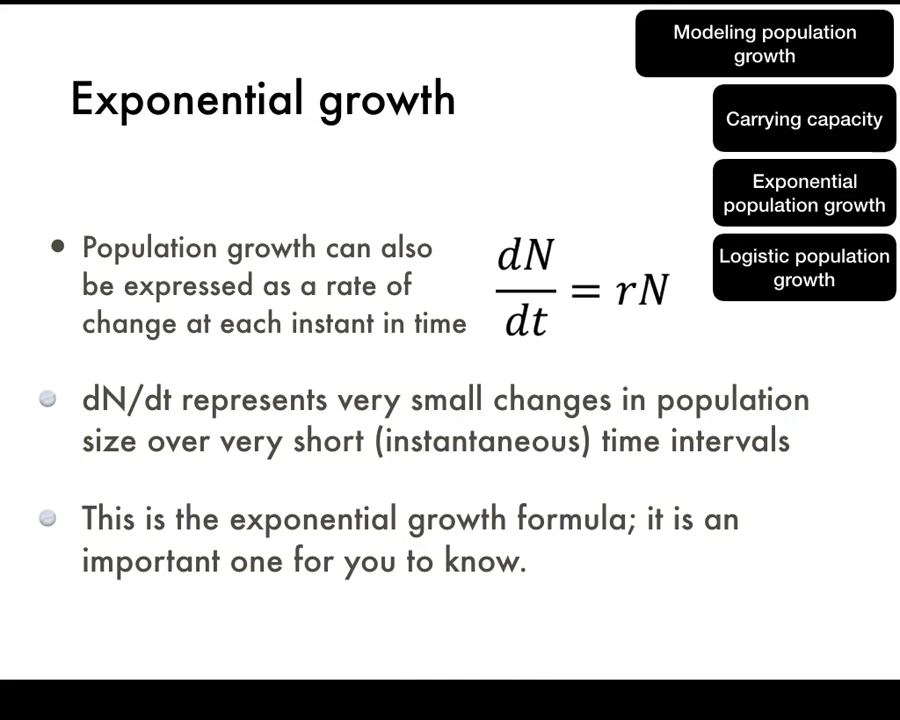 Modeling population
growth
Exponential growth
Carrying capacity
Exponential
population growth
Logistic population
growth
• Population growth can also
be expressed as a rate of
change at each instant in time
dN/dt = rN
dN/dt represents very small changes in population
size over very short (instantaneous) time intervals
This is the exponential growth formula; it is an
important one for you to know.